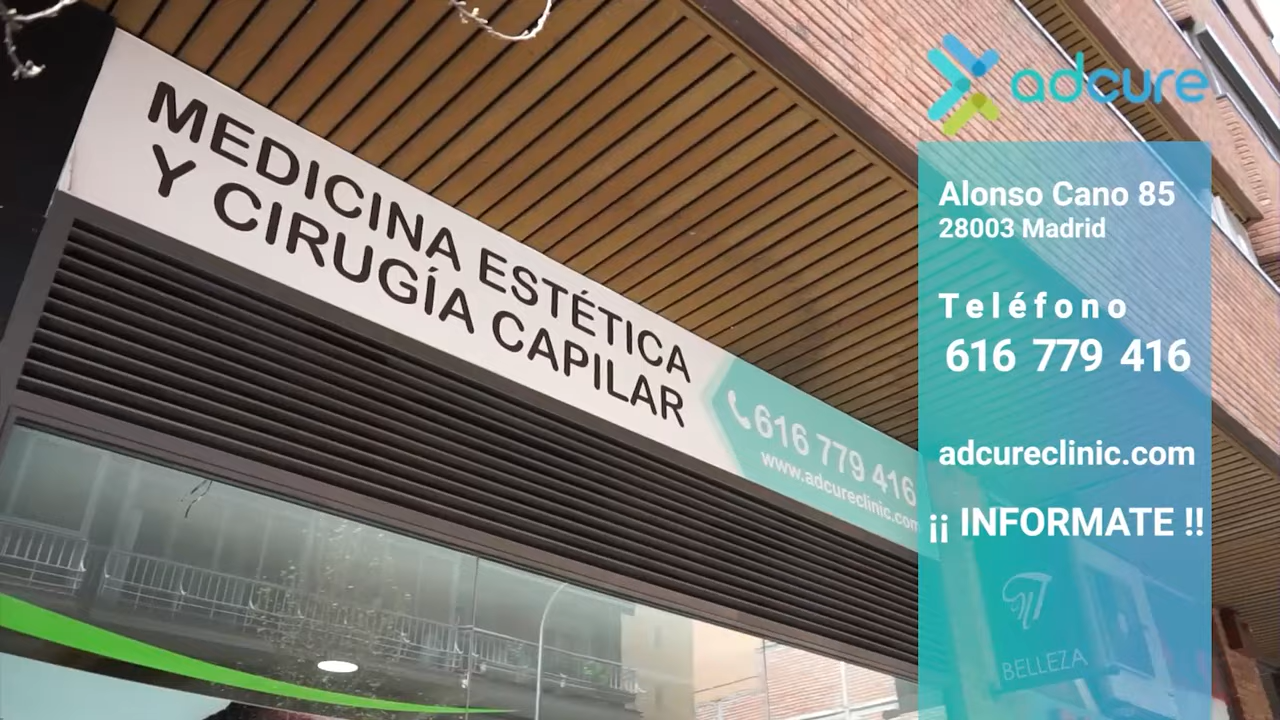 MEDICINA ESTÉTICA
Y CIRUGÍA CAPILAR
616 779 416
www.adcureclinic.com
adcure
Alonso Cano 85
28003 Madrid
Teléfono
616 779 416
adcureclinic.com
¡¡ INFORMATE !!
BELLEZA